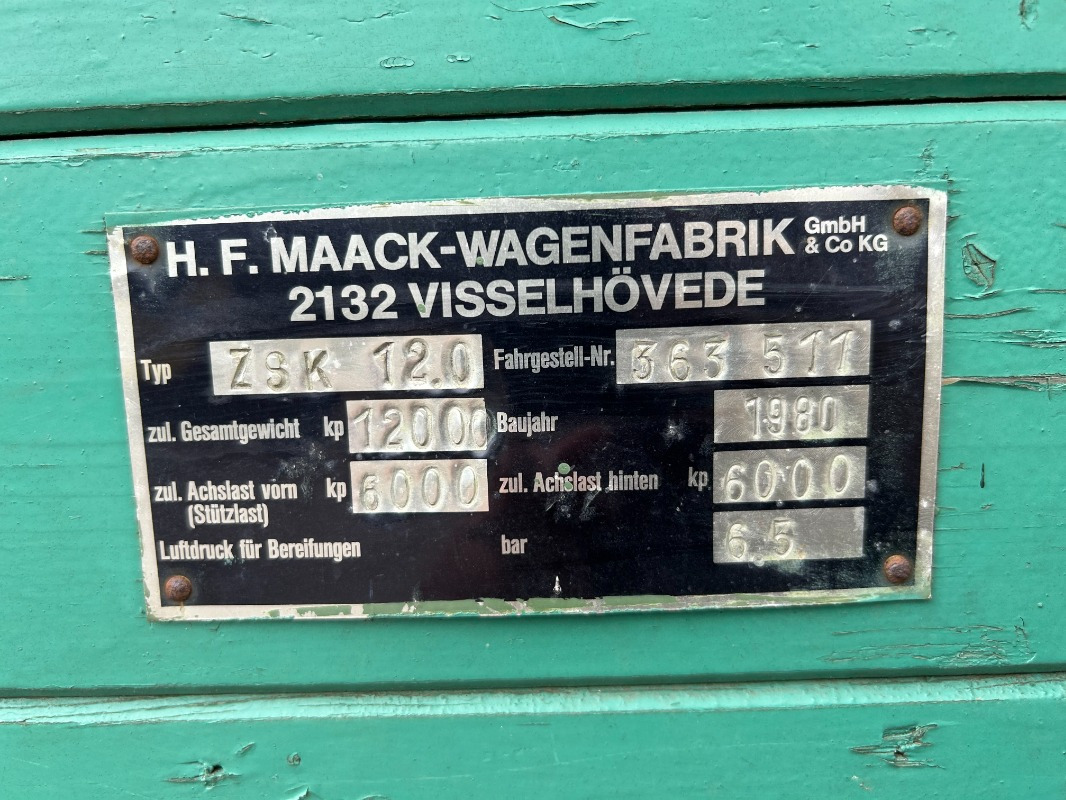 H. F. MAACK-WAGENFABRIK GmbH & Co KG
2132 VISSELHÖVEDE
Typ ZSK 12.0 Fahrgestell-Nr. 363 511
zul. Gesamtgewicht kp 12000 Baujahr 1980
zul. Achslast vorn kp 6000 zul. Achslast hinten kp 6000
(Stützlast)
Luftdruck für Bereifungen bar 6.5